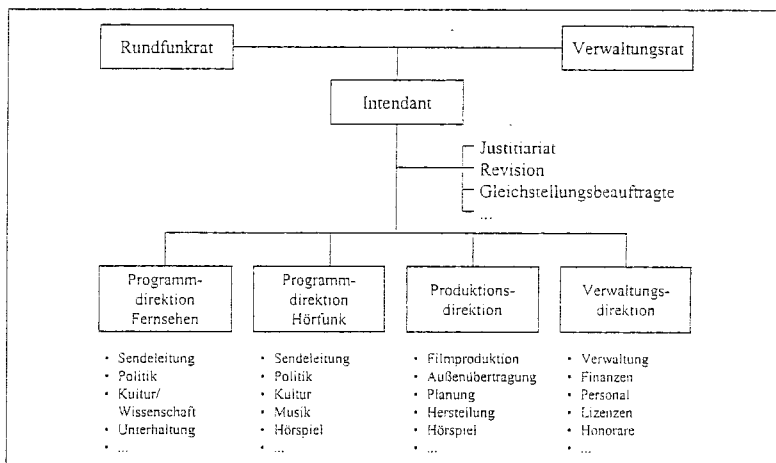 Rundfunkrat
Verwaltungsrat
Intendant
Justitiariat
Revision
Gleichstellungsbeauftragte
...
Programm-
direktion
Fernsehen
Programm-
direktion
Hörfunk
Produktions-
direktion
Verwaltungs-
direktion
• Sendeleitung
• Politik
• Kultur/
Wissenschaft
• Unterhaltung
• ...
• Sendeleitung
• Politik
• Kultur
• Musik
• Hörspiel
• ...
• Filmproduktion
• Außenübertragung
• Planung
• Herstellung
• Hörspiel
• ...
• Verwaltung
• Finanzen
• Personal
• Lizenzen
• Honorare
• ...